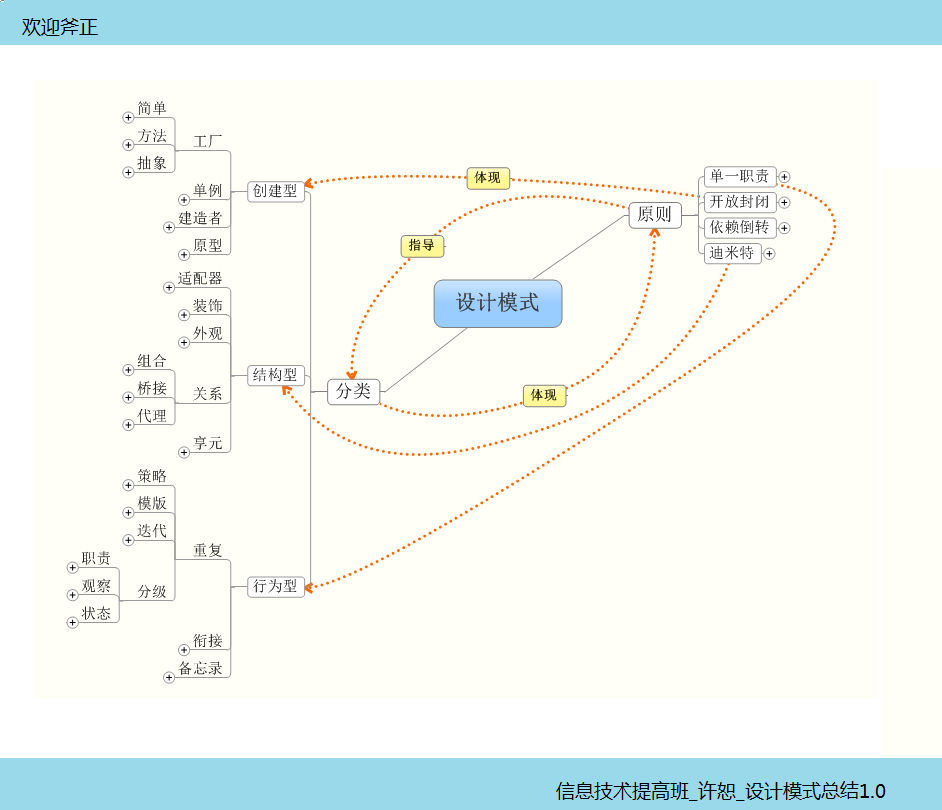 欢迎斧正
简单
方法
抽象
工厂
单例
建造者
原型
创建型
适配器
装饰
外观
组合
桥接
代理
关系
享元
结构型
策略
模版
迭代
重复
职责
观察
状态
分级
衔接
备忘录
行为型
分类
设计模式
指导
体现
体现
原则
单一职责
开放封闭
依赖倒转
迪米特
信息技术提高班_许恕_设计模式总结1.0